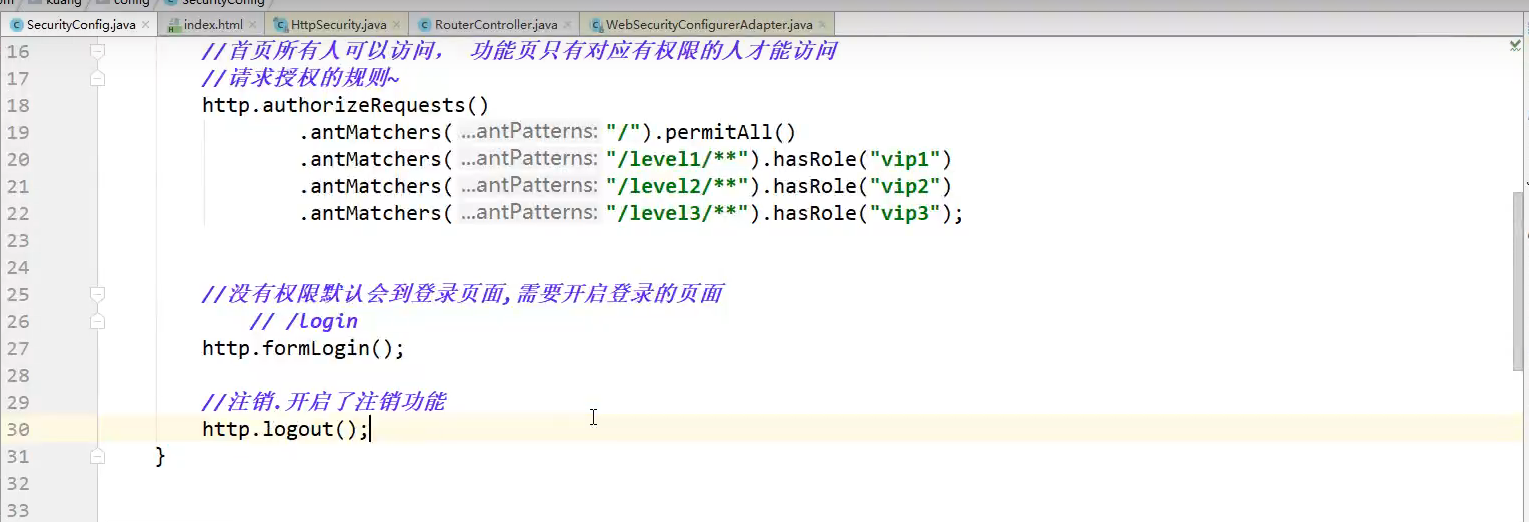 kuang config SecurityConfig
SecurityConfig.java index.html HttpSecurity.java RouterController.java WebSecurityConfigurerAdapter.java
16 //首页所有人可以访问, 功能页只有对应有权限的人才能访问
17 //请求授权的规则~
18 http.authorizeRequests()
19 .antMatchers( ...antPatterns: "/").permitAll()
20 .antMatchers( ...antPatterns: "/level1/**").hasRole("vip1")
21 .antMatchers( ...antPatterns: "/level2/**").hasRole("vip2")
22 .antMatchers( ...antPatterns: "/level3/**").hasRole("vip3");
23
24
25 //没有权限默认会到登录页面,需要开启登录的页面
26 // /login
27 http.formLogin();
28
29 //注销.开启了注销功能
30 http.logout();
31 }
32
33